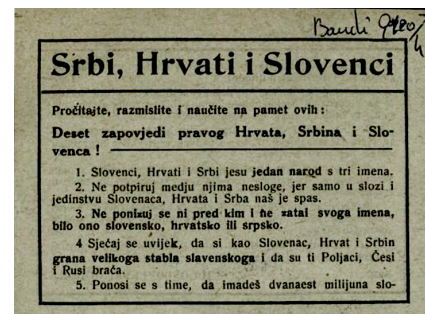 Srbi, Hrvati i Slovenci
Pročitajte, razmislite i naučite na pamet ovih:
Deset zapovjedi pravog Hrvata, Srbina i Slo-
venca!
1. Slovenci, Hrvati i Srbi jesu jedan narod s tri imena.
2. Ne potpiruj medju njima nesloge, jer samo u slozi i
jedinstvu Slovenaca, Hrvata i Srba naš je spas.
3. Ne ponizuj se ni pred kim i ne zataj svoga imena,
bilo ono slovensko, hrvatsko ili srpsko.
4 Sjećaj se uvijek, da si kao Slovenac, Hrvat i Srbin
grana velikoga stabla slavenskoga i da su ti Poljaci, Česi
i Rusi braća.
5. Ponosi se s time, da imadeš dvanaest milijuna slo-